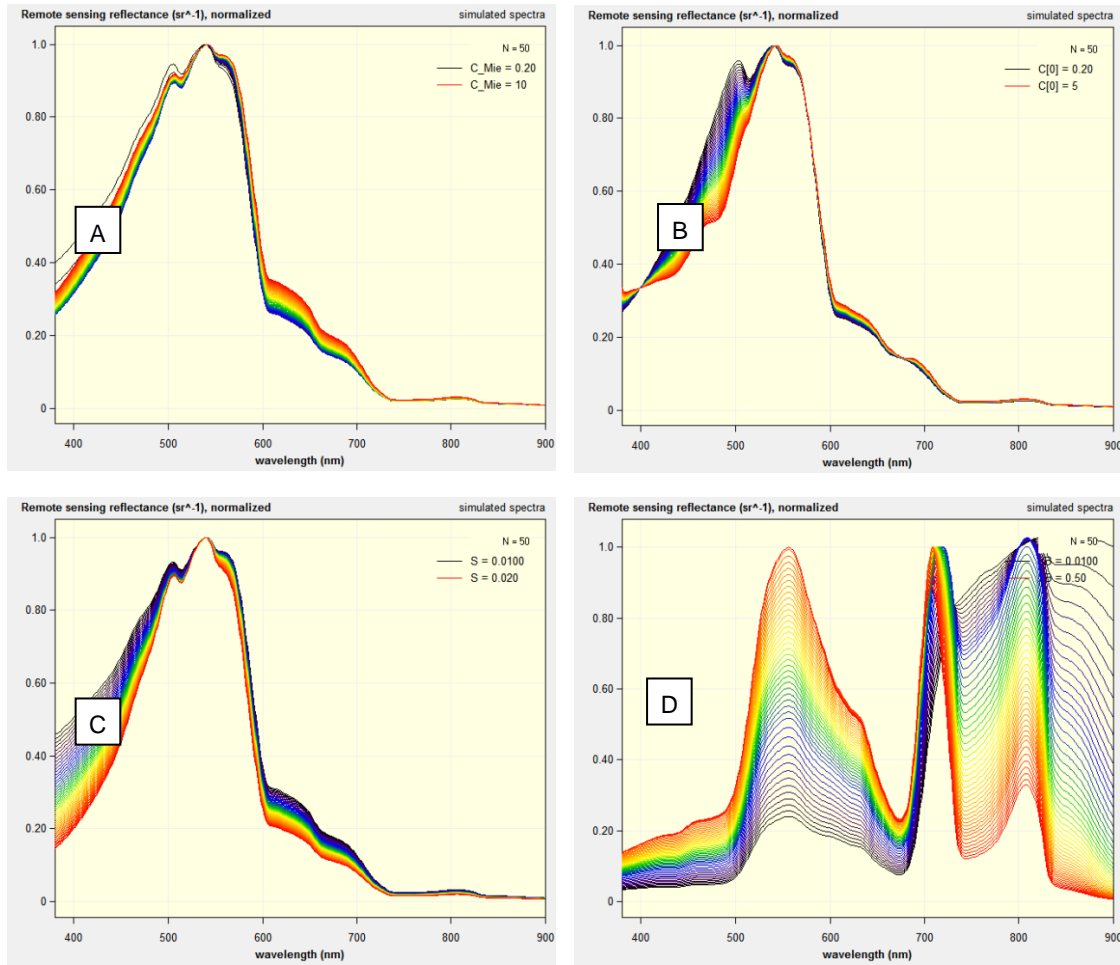 Remote sensing reflectance (sr^-1), normalized simulated spectra
N = 50
C_Mie = 0.20
C_Mie = 10
1.0
0.80
0.60
0.40
0.20
0
A
400 500 600 700 800 900
wavelength (nm)
Remote sensing reflectance (sr^-1), normalized simulated spectra
N = 50
C[0] = 0.20
C[0] = 5
1.0
0.80
0.60
0.40
0.20
0
B
400 500 600 700 800 900
wavelength (nm)
Remote sensing reflectance (sr^-1), normalized simulated spectra
N = 50
S = 0.0100
S = 0.020
1.0
0.80
0.60
0.40
0.20
0
C
400 500 600 700 800 900
wavelength (nm)
Remote sensing reflectance (sr^-1), normalized simulated spectra
N = 50
= 0.0100
= 0.50
1.0
0.80
0.60
0.40
0.20
0
D
400 500 600 700 800 900
wavelength (nm)